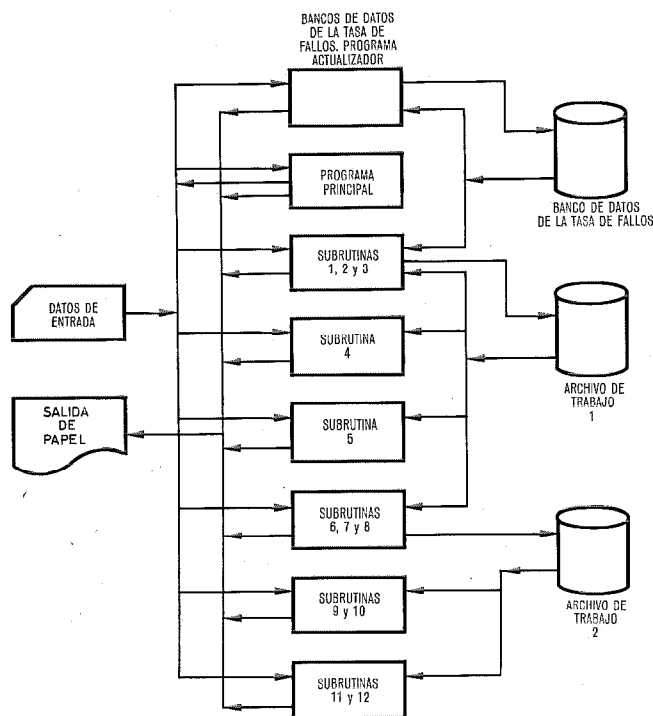 BANCOS DE DATOS
DE LA TASA DE
FALLOS. PROGRAMA
ACTUALIZADOR
BANCO DE DATOS
DE LA TASA DE FALLOS
PROGRAMA
PRINCIPAL
SUBRUTINAS
1, 2 y 3
DATOS DE
ENTRADA
SUBRUTINA
4
ARCHIVO DE
TRABAJO
1
SALIDA
DE
PAPEL
SUBRUTINA
5
SUBRUTINAS
6, 7 y 8
SUBRUTINAS
9 y 10
ARCHIVO DE
TRABAJO
2
SUBRUTINAS
11 y 12